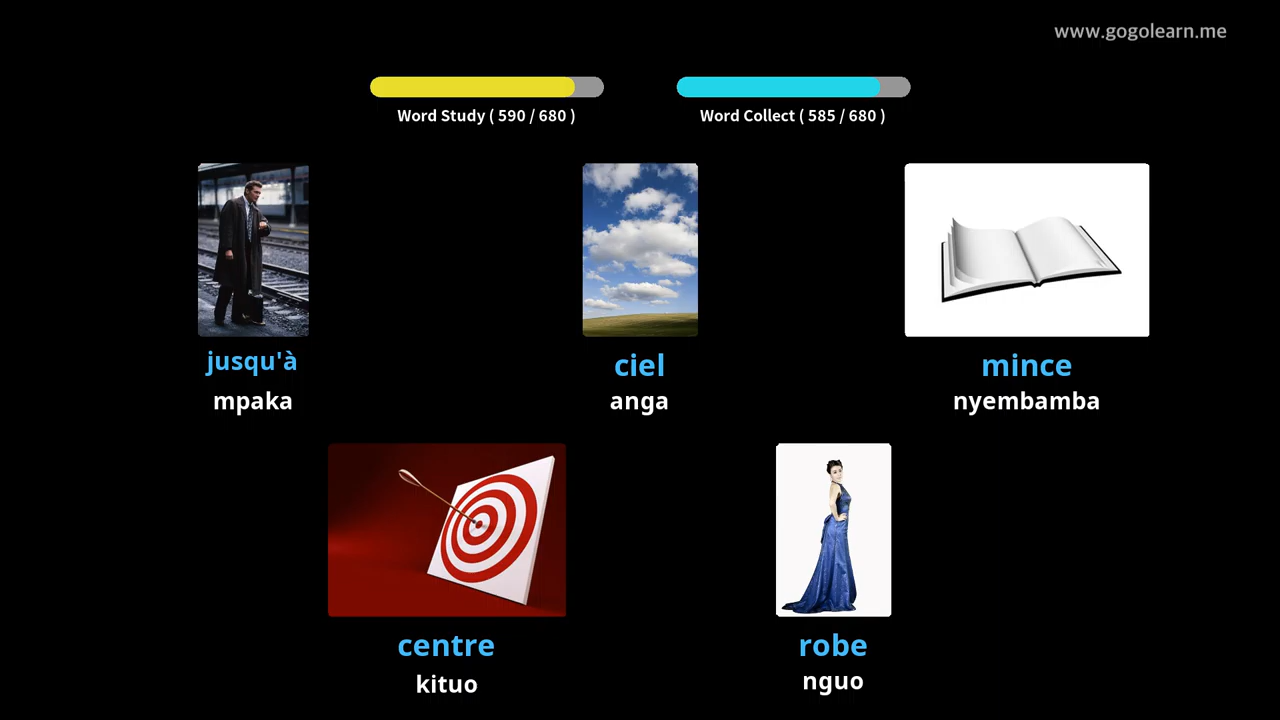 www.gogolearn.me
Word Study ( 590 / 680 )
Word Collect ( 585 / 680 )
jusqu'à
mpaka
ciel
anga
mince
nyembamba
centre
kituo
robe
nguo